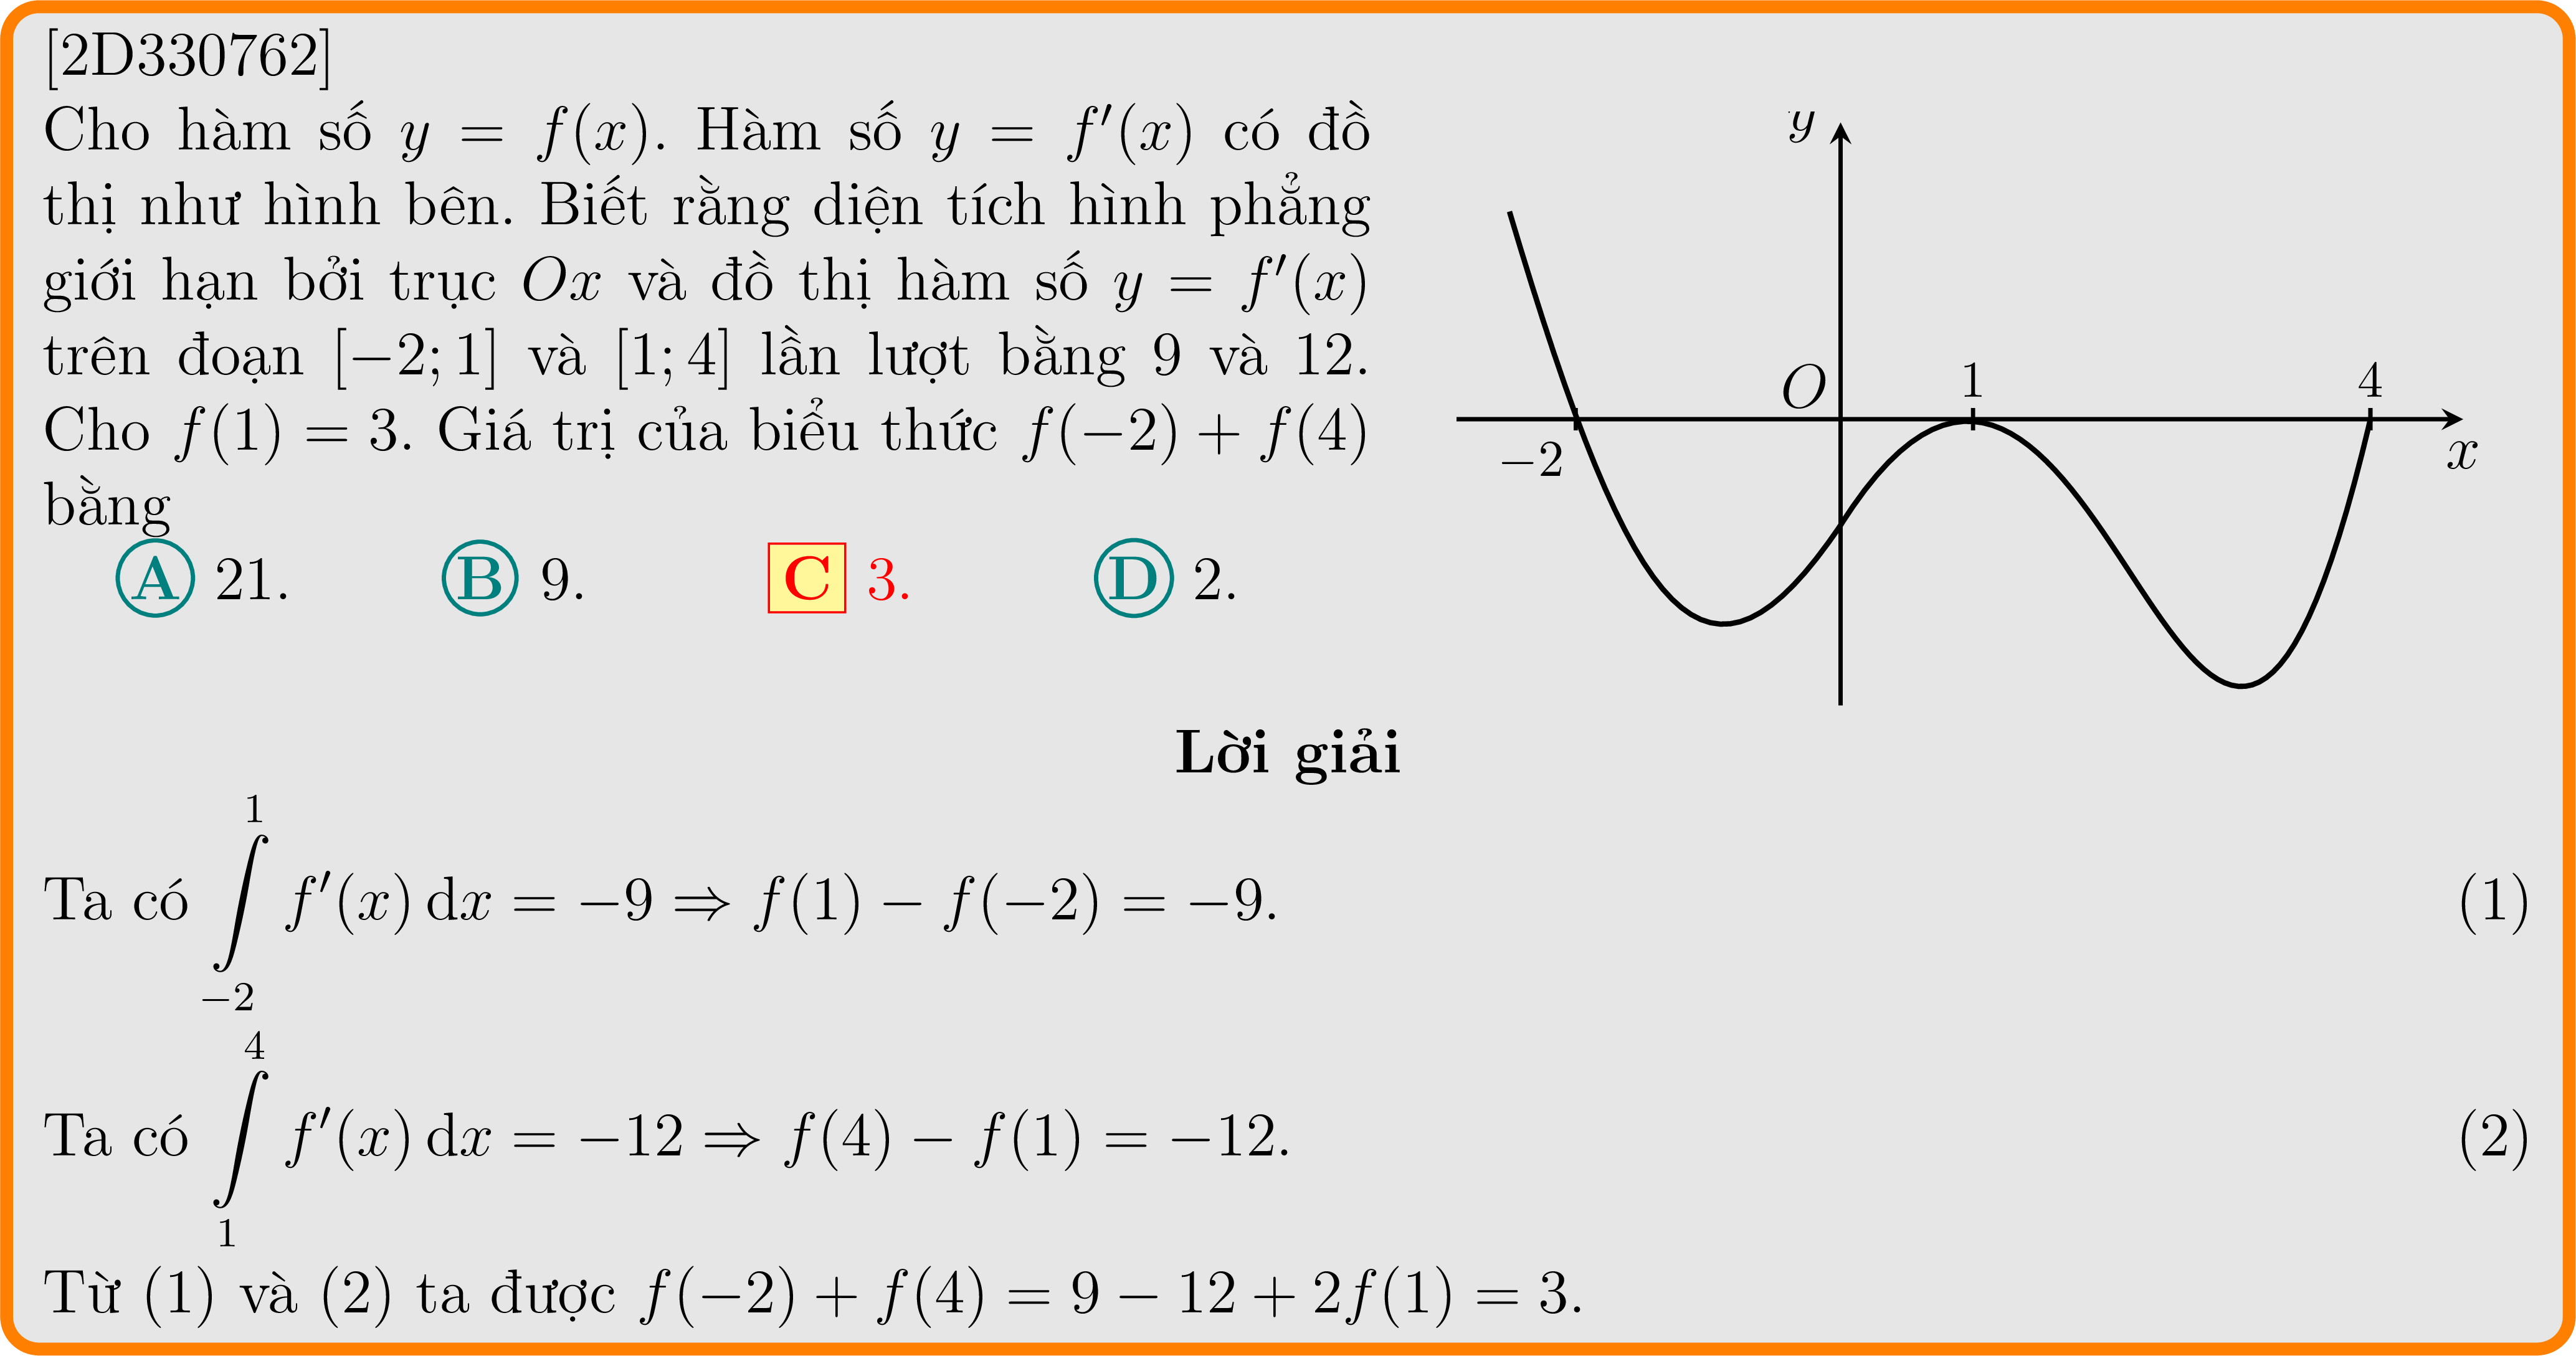 [2D330762]
Cho hàm số y = f(x). Hàm số y = f′(x) có đồ
thị như hình bên. Biết rằng diện tích hình phẳng
giới hạn bởi trục Ox và đồ thị hàm số y = f′(x)
trên đoạn [−2; 1] và [1; 4] lần lượt bằng 9 và 12.
Cho f(1) = 3. Giá trị của biểu thức f(−2) + f(4)
bằng
A 21. B 9. C 3. D 2.
y
O 1 4
−2 x
Lời giải
Ta có ∫_{−2}^{1} f′(x) dx = −9 ⇒ f(1) − f(−2) = −9. (1)
Ta có ∫_{1}^{4} f′(x) dx = −12 ⇒ f(4) − f(1) = −12. (2)
Từ (1) và (2) ta được f(−2) + f(4) = 9 − 12 + 2f(1) = 3.